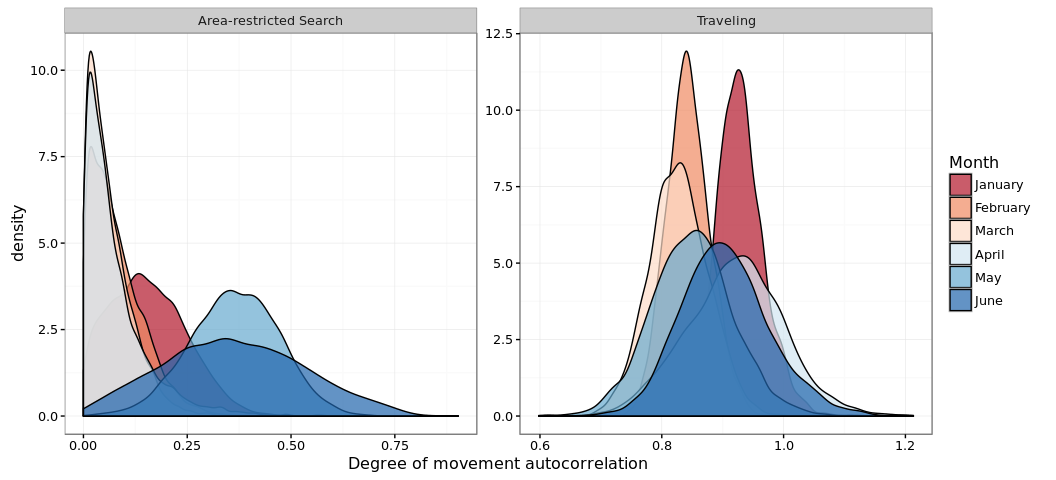 Area-restricted Search
Traveling
density
10.0
7.5
5.0
2.5
0.0
12.5
10.0
7.5
5.0
2.5
0.0
0.00 0.25 0.50 0.75
0.6 0.8 1.0 1.2
Degree of movement autocorrelation
Month
January
February
March
April
May
June